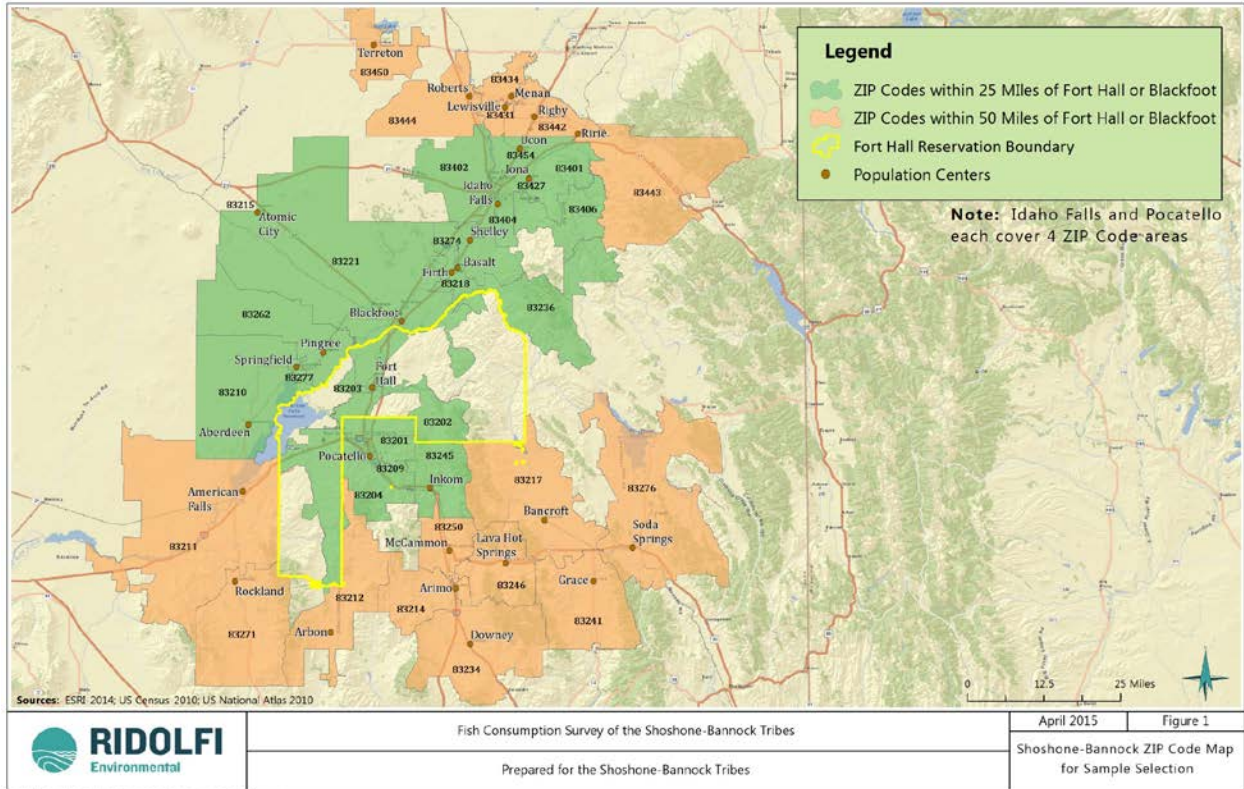 Legend
ZIP Codes within 25 MIles of Fort Hall or Blackfoot
ZIP Codes within 50 MIles of Fort Hall or Blackfoot
Fort Hall Reservation Boundary
Population Centers
Note: Idaho Falls and Pocatello
each cover 4 ZIP Code areas
Terreton
83450
Roberts
83434
Menan
Lewisville
83431
Rigby
83444
83442
Ririe
Ucon
83454
83402
Iona
83401
83427
83443
Idaho
Falls
83406
83404
83215
Atomic
City
Shelley
83274
83221
Basalt
Firth
83218
83236
Blackfoot
83262
Pingree
Springfield
83277
Fort
Hall
83203
83210
83202
Aberdeen
83201
Pocatello
83245
83209
Inkom
83204
83217
83276
American
Falls
Bancroft
83250
83211
McCammon
Lava Hot
Springs
Soda
Springs
83246
Grace
Rockland
Arimo
83212
83214
83241
83271
Arbon
Downey
83234
0 12.5 25 Miles
Sources: ESRI 2014; US Census 2010; US National Atlas 2010
RIDOLFI
Environmental
Fish Consumption Survey of the Shoshone-Bannock Tribes
Prepared for the Shoshone-Bannock Tribes
April 2015
Figure 1
Shoshone-Bannock ZIP Code Map
for Sample Selection